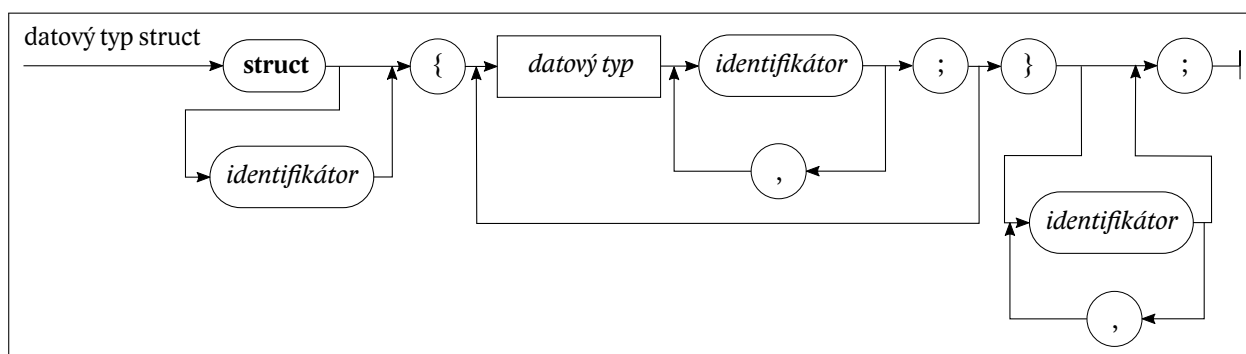 datový typ struct
struct { datový typ identifikátor ; } ;
identifikátor ,
identifikátor
,